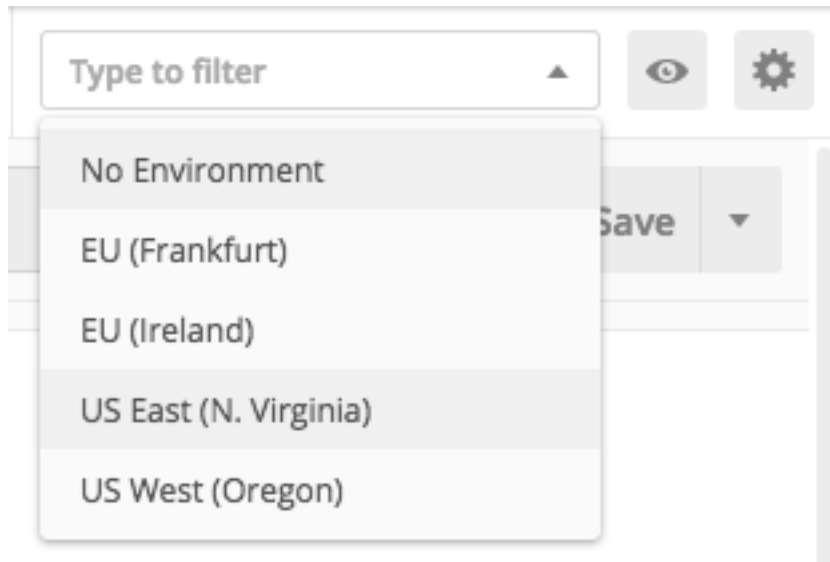 Type to filter
No Environment
Save
EU (Frankfurt)
EU (Ireland)
US East (N. Virginia)
US West (Oregon)